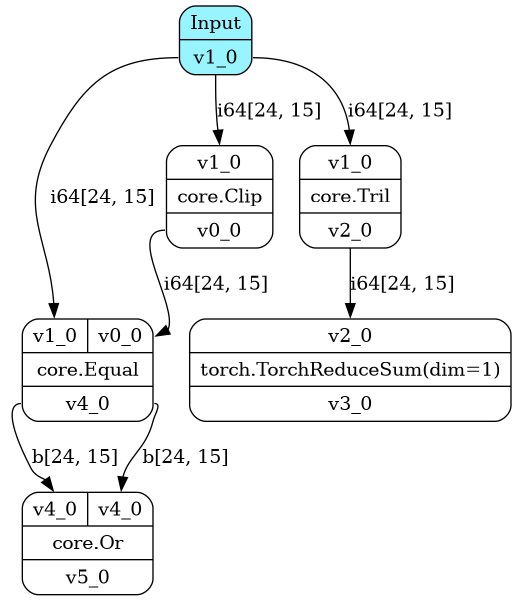 Input
v1_0
i64[24, 15]
i64[24, 15]
v1_0
v1_0
i64[24, 15]
core.Clip
core.Tril
v0_0
v2_0
i64[24, 15]
i64[24, 15]
v1_0
v0_0
v2_0
core.Equal
torch.TorchReduceSum(dim=1)
v4_0
v3_0
b[24, 15]
b[24, 15]
v4_0
v4_0
core.Or
v5_0